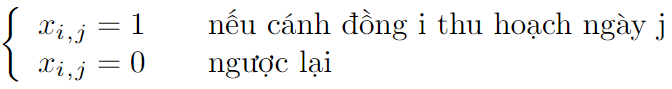 x_{i,j} = 1 nếu cánh đồng i thu hoạch ngày j
x_{i,j} = 0 ngược lại